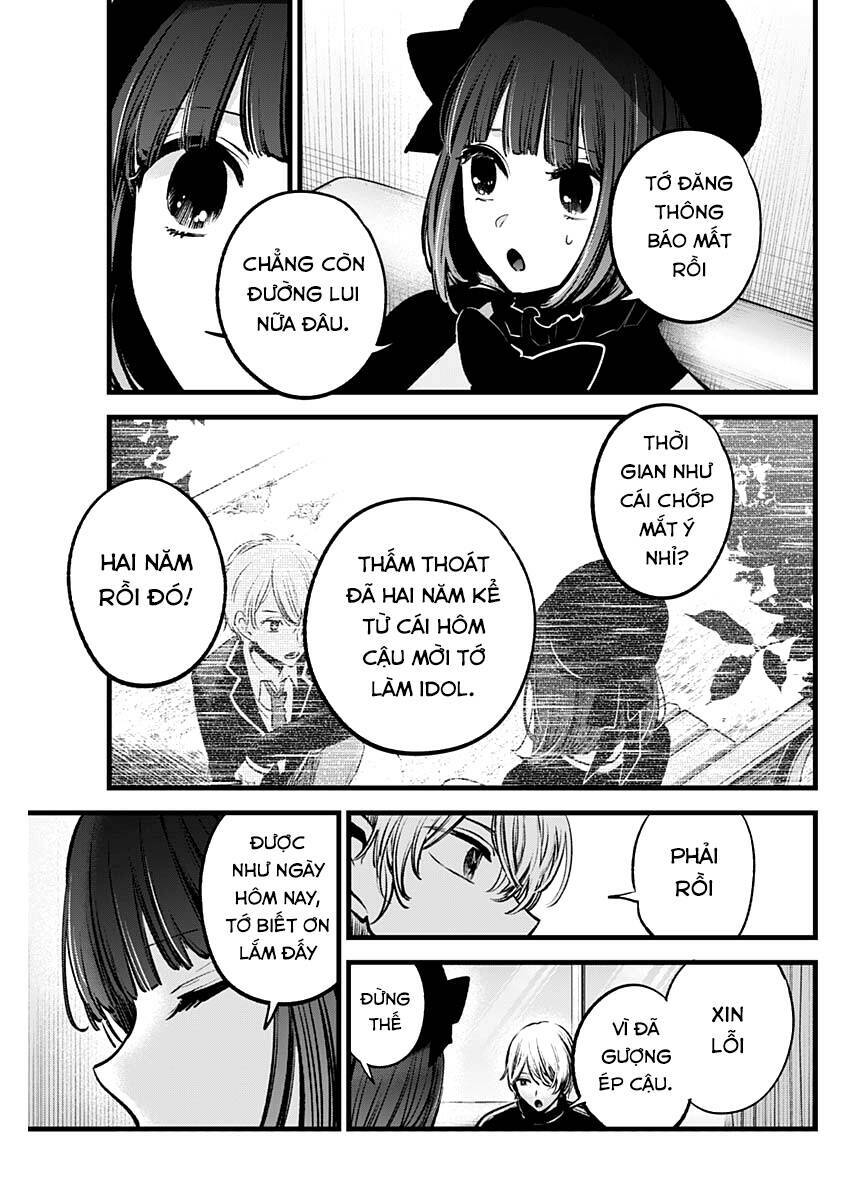 TỚ ĐĂNG
THÔNG
BÁO MẤT
RỒI
CHẲNG CÒN
ĐƯỜNG LUI
NỮA ĐÂU.
THỜI
GIAN NHƯ
CÁI CHỚP
MẮT Ý
NHỈ?
THẤM THOÁT
ĐÃ HAI NĂM KỂ
TỪ CÁI HÔM
CẬU MỜI TỚ
LÀM IDOL.
HAI NĂM
RỒI ĐÓ!
PHẢI
RỒI
XIN
LỖI
VÌ ĐÃ
GƯỢNG
ÉP CẬU.
ĐỪNG
THẾ
ĐƯỢC
NHƯ NGÀY
HÔM NAY,
TỚ BIẾT ƠN
LẮM ĐẤY